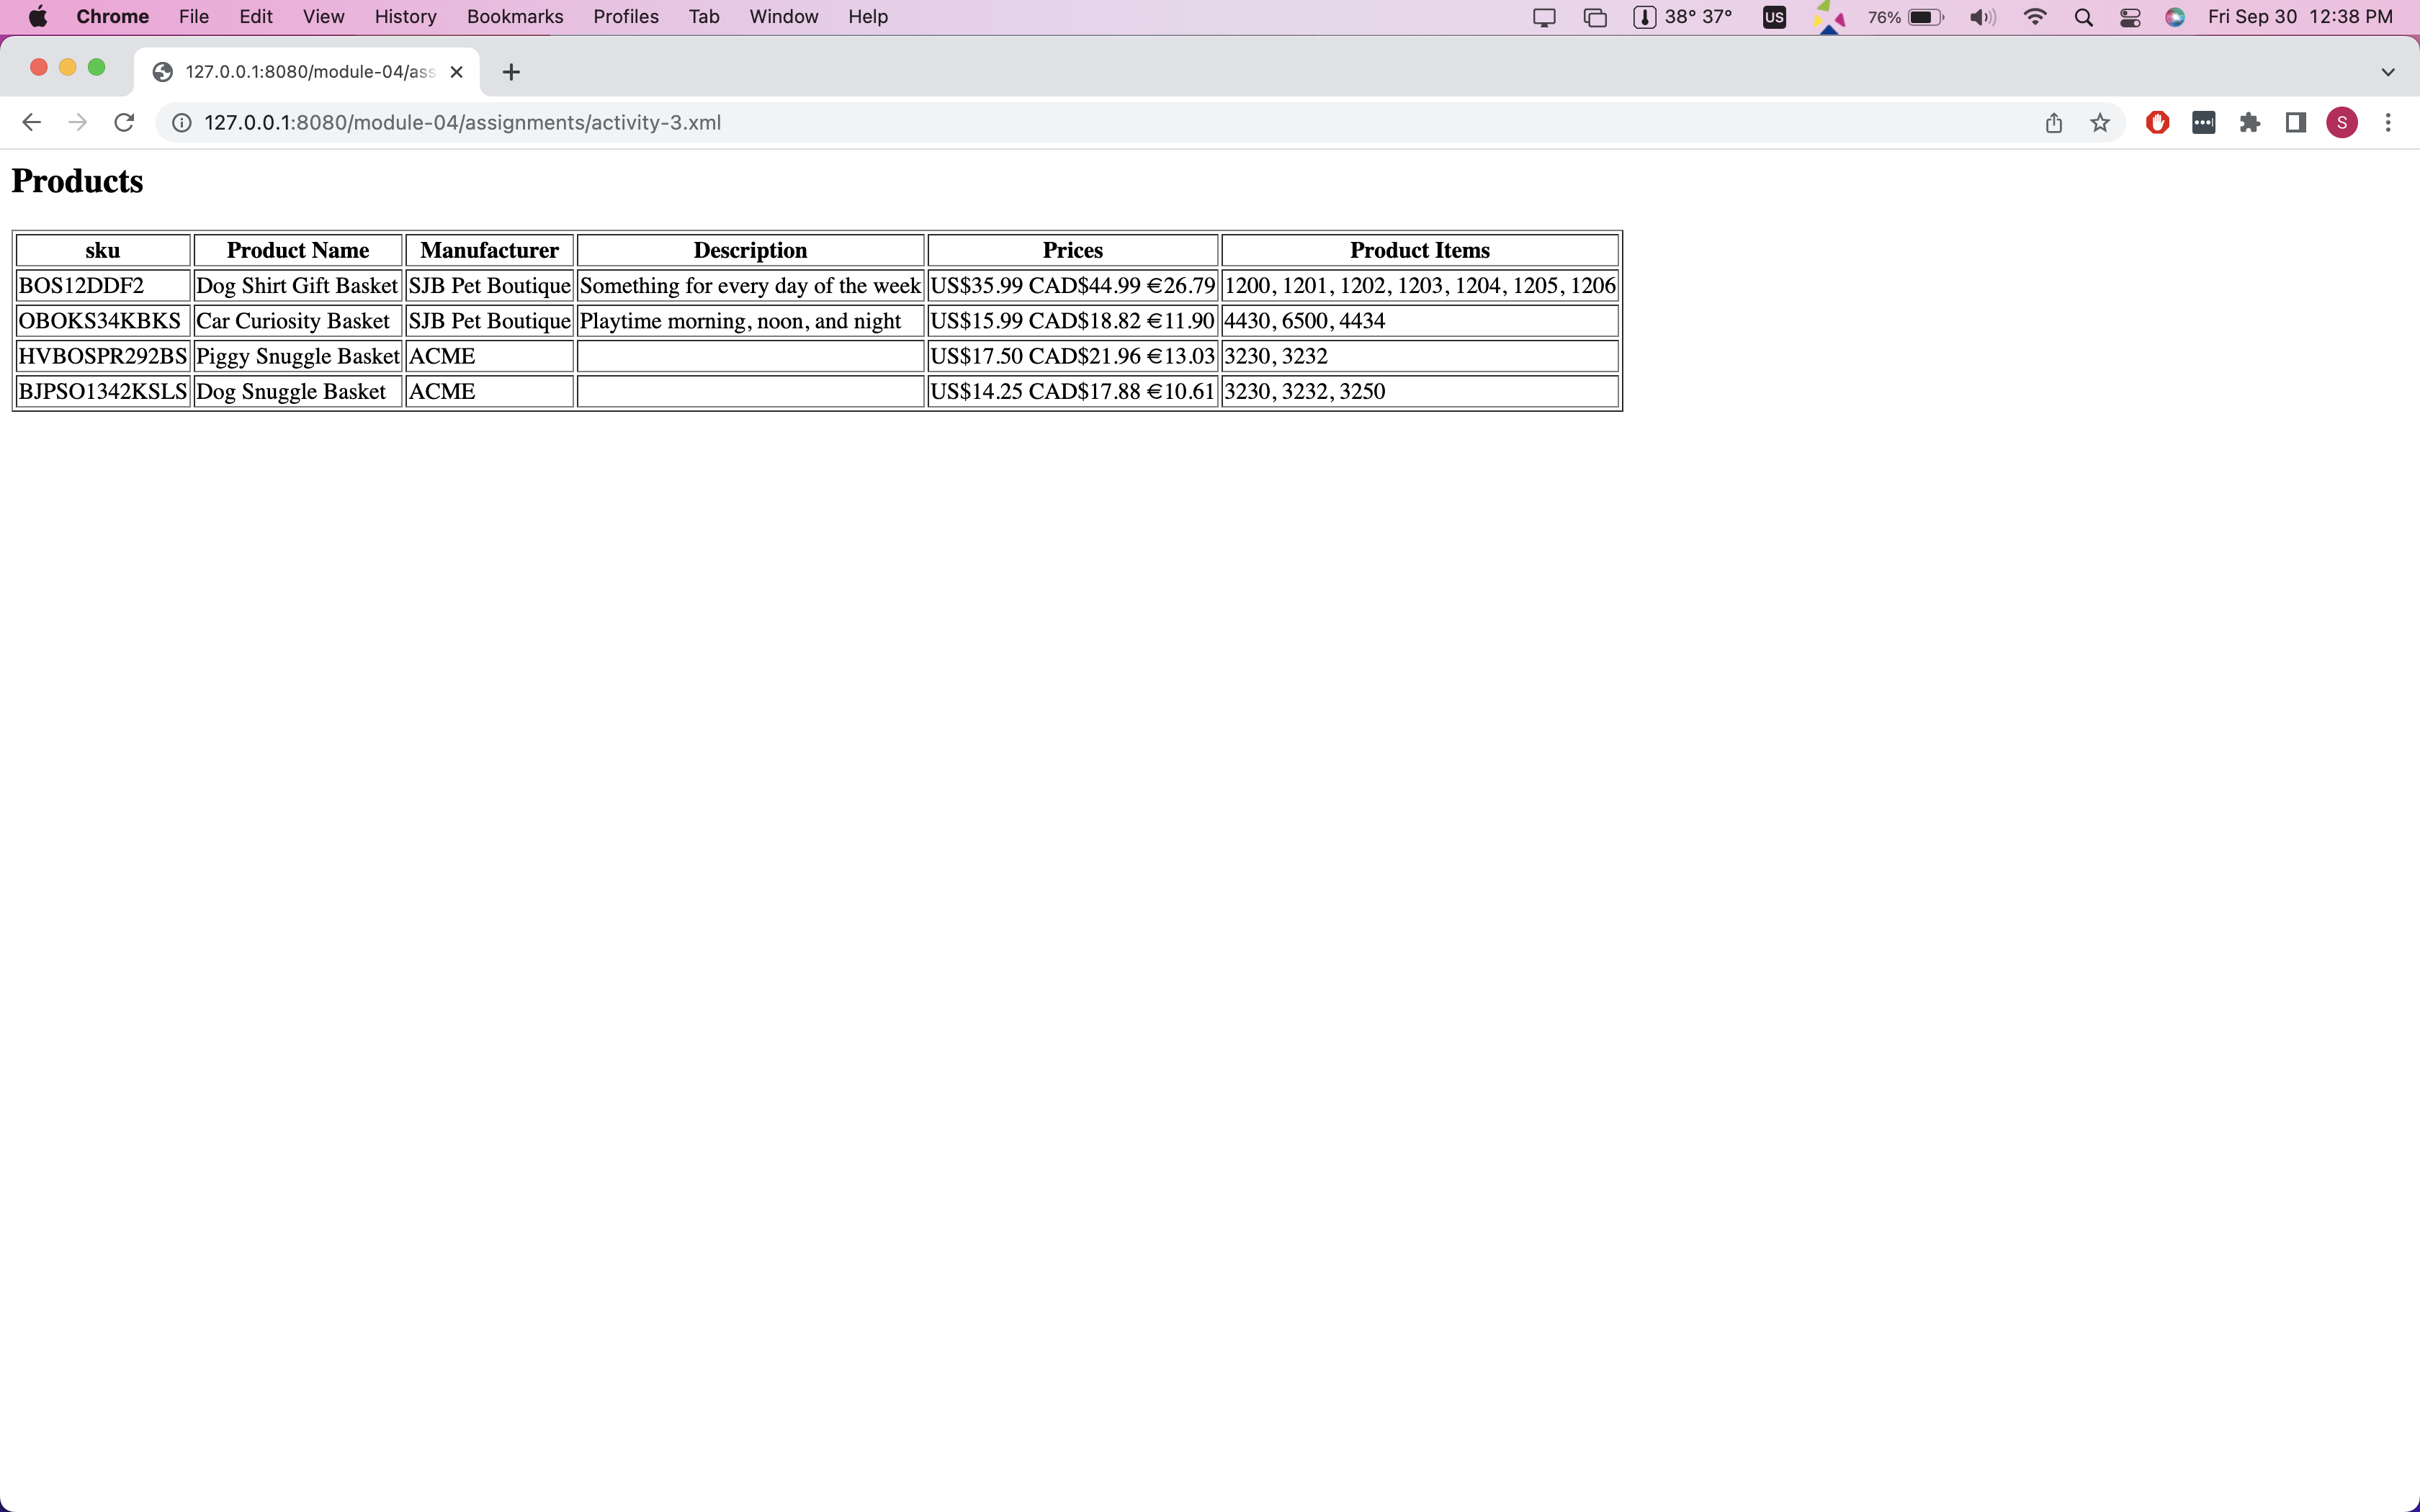 Chrome File Edit View History Bookmarks Profiles Tab Window Help 38° 37° US 76% Fri Sep 30 12:38 PM
127.0.0.1:8080/module-04/ass
127.0.0.1:8080/module-04/assignments/activity-3.xml S
Products
sku Product Name Manufacturer Description Prices Product Items
BOS12DDF2 Dog Shirt Gift Basket SJB Pet Boutique Something for every day of the week US$35.99 CAD$44.99 €26.79 1200, 1201, 1202, 1203, 1204, 1205, 1206
OBOKS34KBKS Car Curiosity Basket SJB Pet Boutique Playtime morning, noon, and night US$15.99 CAD$18.82 €11.90 4430, 6500, 4434
HVBOSPR292BS Piggy Snuggle Basket ACME US$17.50 CAD$21.96 €13.03 3230, 3232
BJPSO1342KSLS Dog Snuggle Basket ACME US$14.25 CAD$17.88 €10.61 3230, 3232, 3250